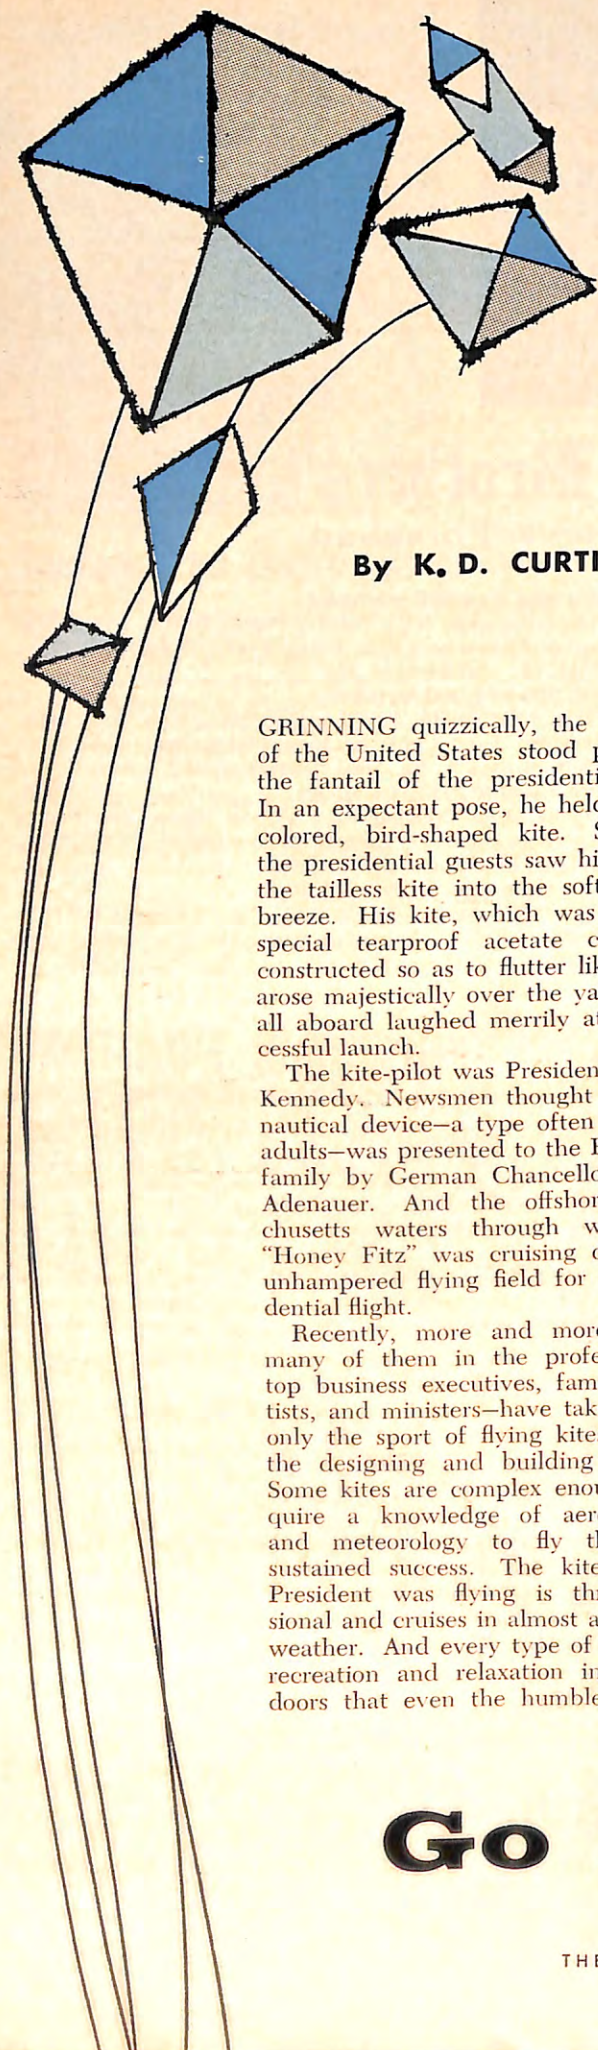 By K. D. CURTI
GRINNING quizzically, the
of the United States stood p
the fantail of the presidenti
In an expectant pose, he held
colored, bird-shaped kite. S
the presidential guests saw hi
the tailless kite into the soft
breeze. His kite, which was
special tearproof acetate c
constructed so as to flutter lik
arose majestically over the ya
all aboard laughed merrily at
cessful launch.
The kite-pilot was Presiden
Kennedy. Newsmen thought
nautical device—a type often
adults—was presented to the K
family by German Chancello
Adenauer. And the offshor
chusetts waters through w
"Honey Fitz" was cruising o
unhampered flying field for
dential flight.
Recently, more and more
many of them in the profe
top business executives, fam
tists, and ministers—have tak
only the sport of flying kite
the designing and building
Some kites are complex enou
quire a knowledge of aer
and meteorology to fly th
sustained success. The kite
President was flying is thr
sional and cruises in almost a
weather. And every type of
recreation and relaxation in
doors that even the humble
Go
THE